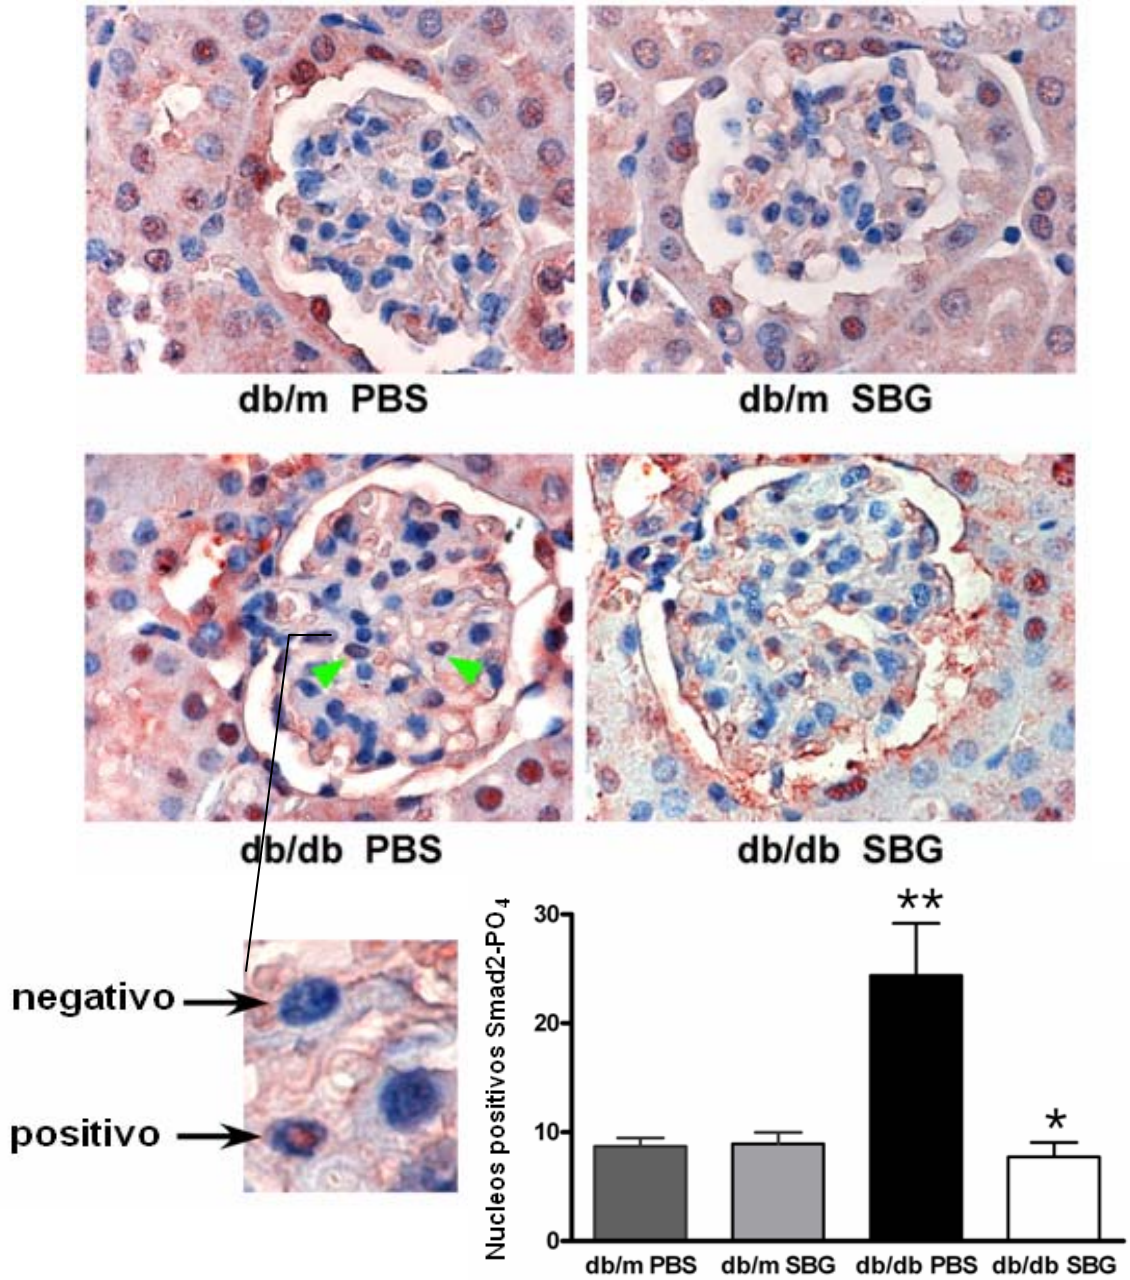 db/m PBS
db/m SBG
db/db PBS
db/db SBG
negativo
positivo
Nucleos positivos Smad2-PO4
30
20
10
0
**
*
db/m PBS
db/m SBG
db/db PBS
db/db SBG